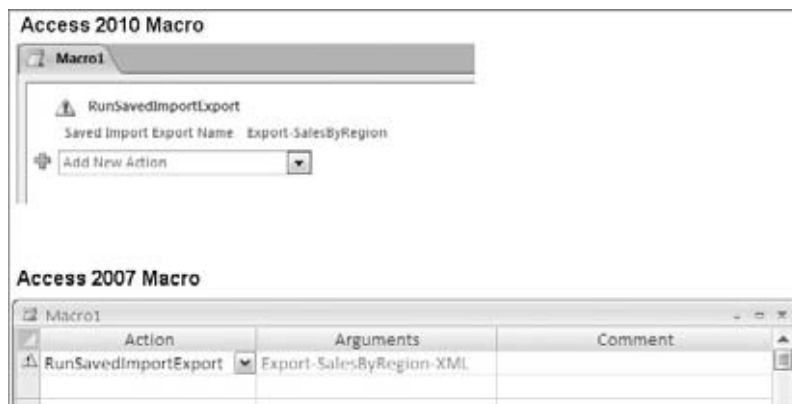 Access 2010 Macro
Macro1
RunSavedImportExport
Saved Import Export Name Export-SalesByRegion
Add New Action
Access 2007 Macro
Macro1
Action Arguments Comment
RunSavedImportExport Export-SalesByRegion-XML